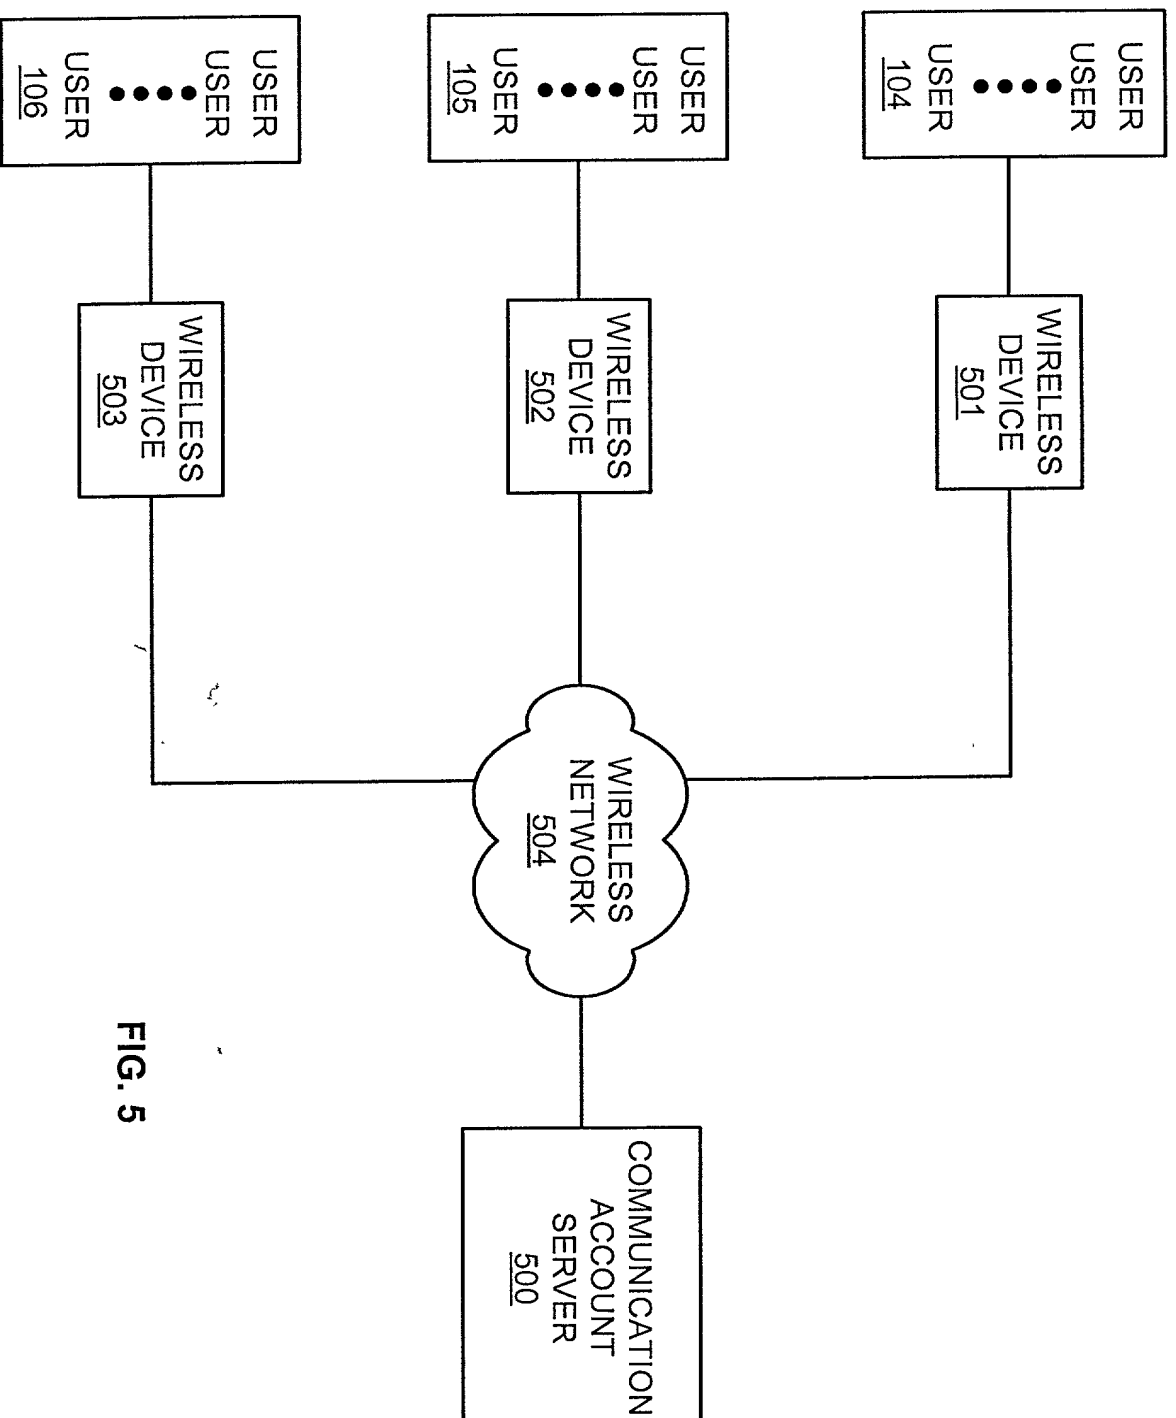 USER
USER
USER
104
WIRELESS
DEVICE
501
USER
USER
USER
105
WIRELESS
DEVICE
502
WIRELESS
NETWORK
504
COMMUNICATION
ACCOUNT
SERVER
500
USER
USER
USER
106
WIRELESS
DEVICE
503
FIG. 5